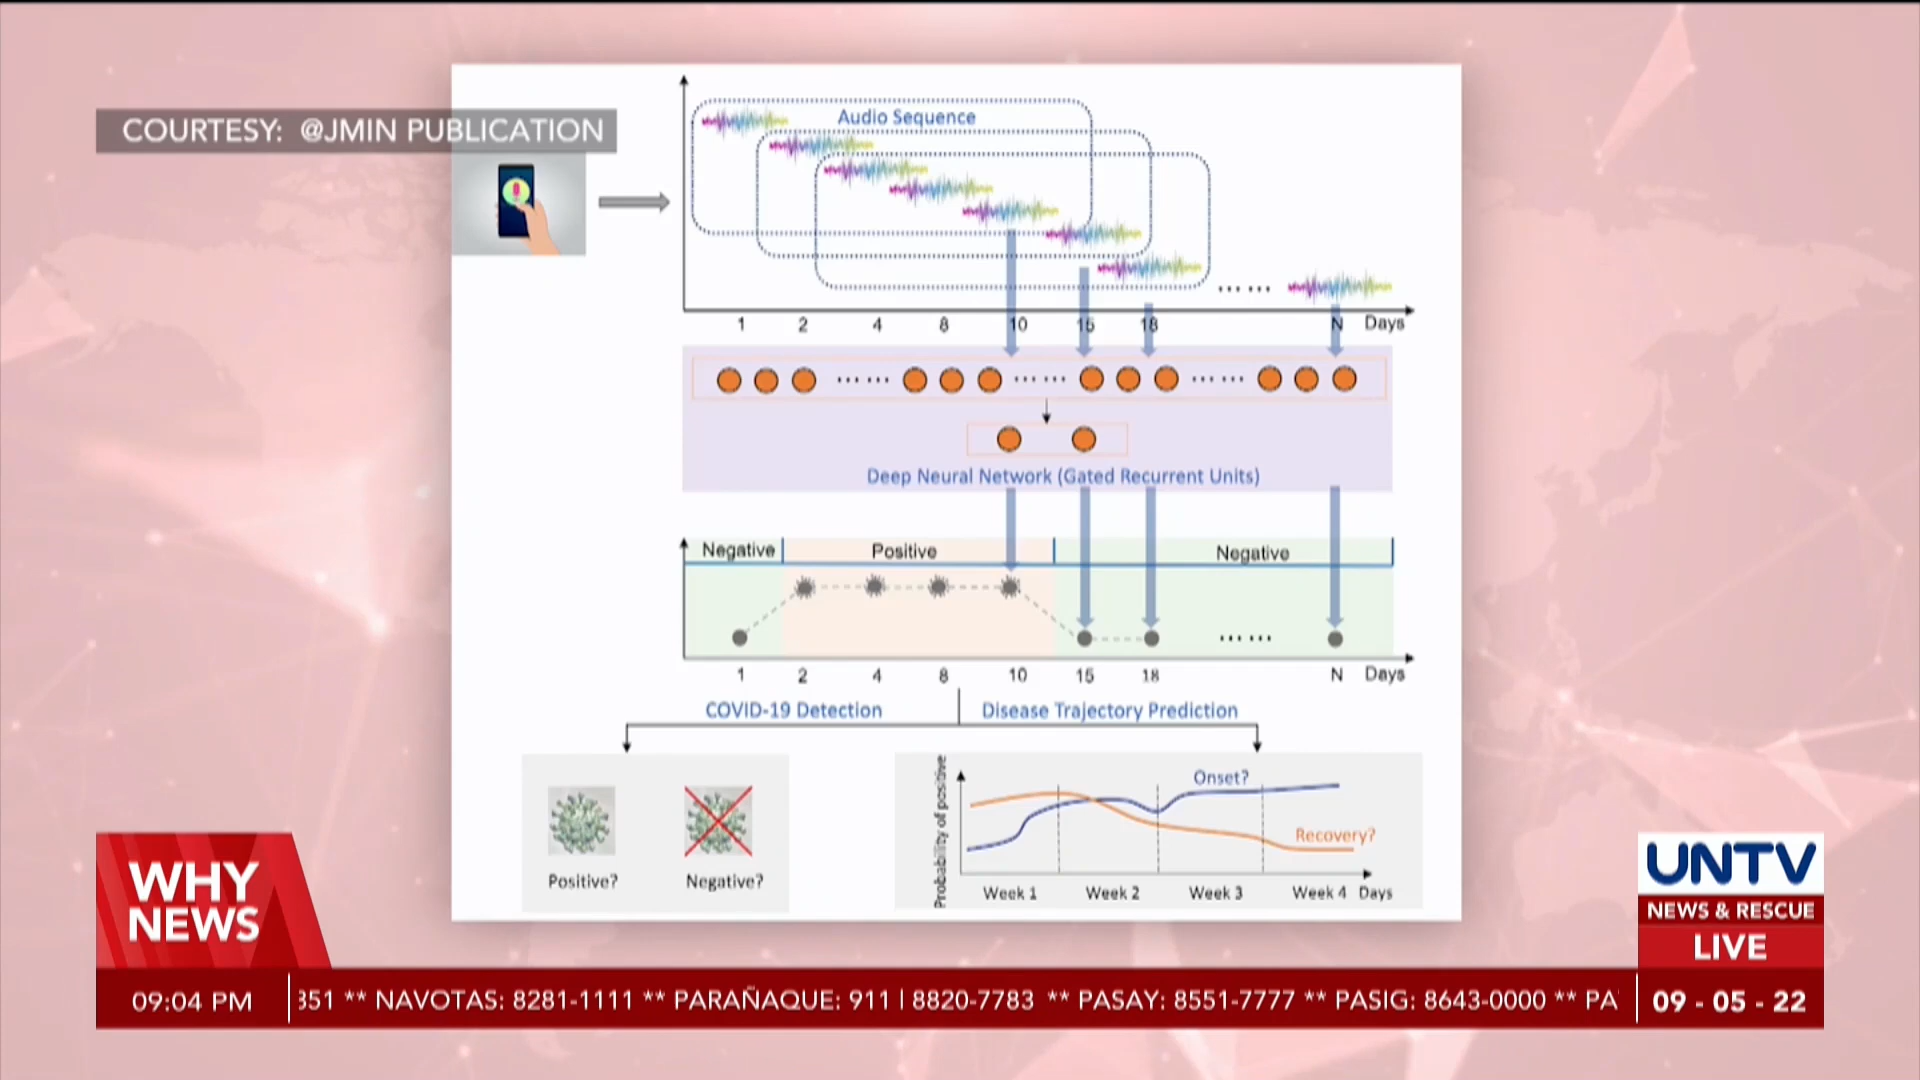 COURTESY: @JMIN PUBLICATION
Audio Sequence
1 2 4 8 10 15 18 N Days
Deep Neural Network (Gated Recurrent Units)
Negative Positive Negative
1 2 4 8 10 15 18 N Days
COVID-19 Detection
Disease Trajectory Prediction
Positive? Negative?
Probability of positive
Onset?
Recovery?
Week 1 Week 2 Week 3 Week 4 Days
WHY
NEWS
UNTV
NEWS & RESCUE
LIVE
09:04 PM
351 ** NAVOTAS: 8281-1111 ** PARAÑAQUE: 911 | 8820-7783 ** PASAY: 8551-7777 ** PASIG: 8643-0000 ** PA
09 - 05 - 22